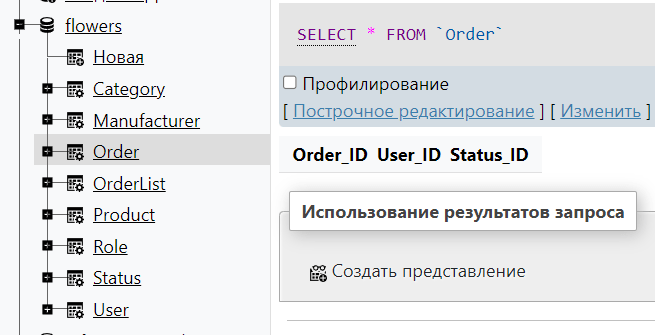 flowers
Новая
Category
Manufacturer
Order
OrderList
Product
Role
Status
User
SELECT * FROM `Order`
Профилирование
[ Построчное редактирование ] [ Изменить ]
Order_ID User_ID Status_ID
Использование результатов запроса
Создать представление